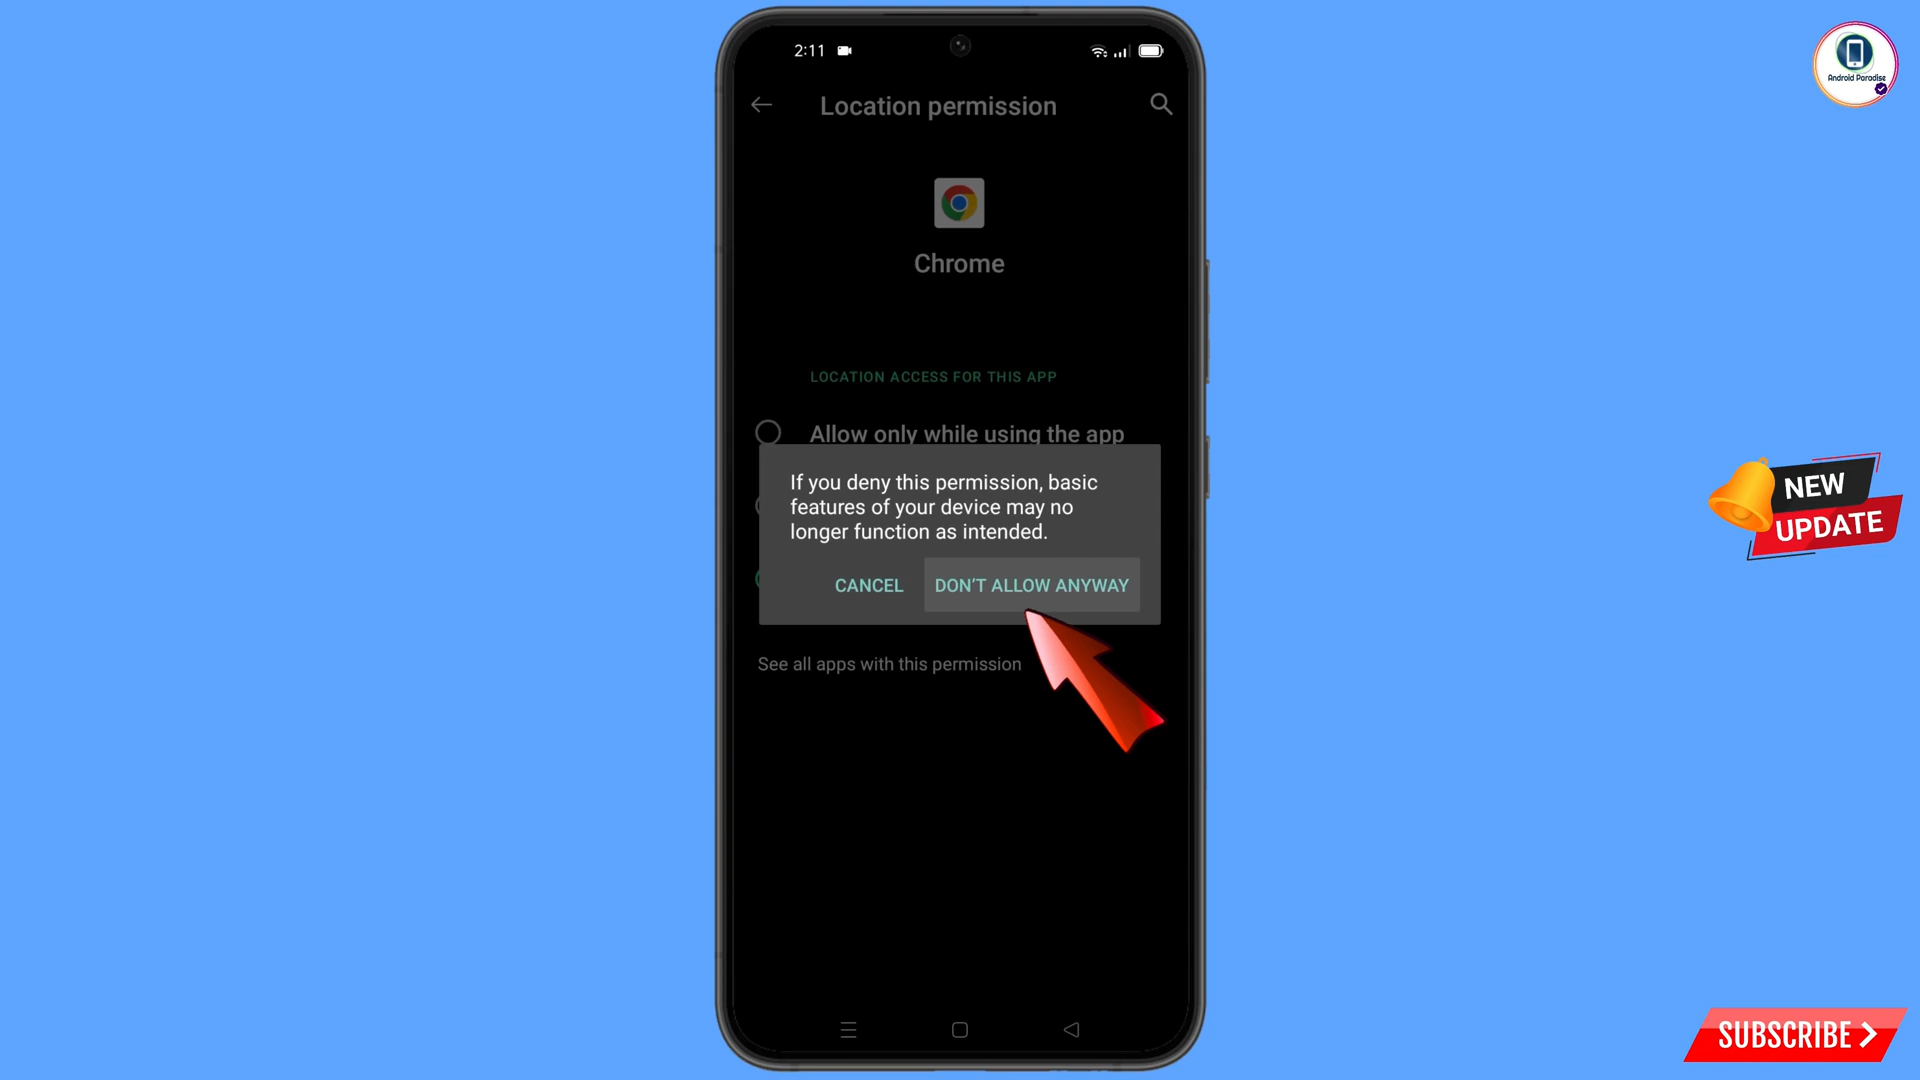 2:11
Android Paradise
Location permission
Chrome
LOCATION ACCESS FOR THIS APP
Allow only while using the app
If you deny this permission, basic
features of your device may no
longer function as intended.
CANCEL DON'T ALLOW ANYWAY
See all apps with this permission
NEW
UPDATE
SUBSCRIBE